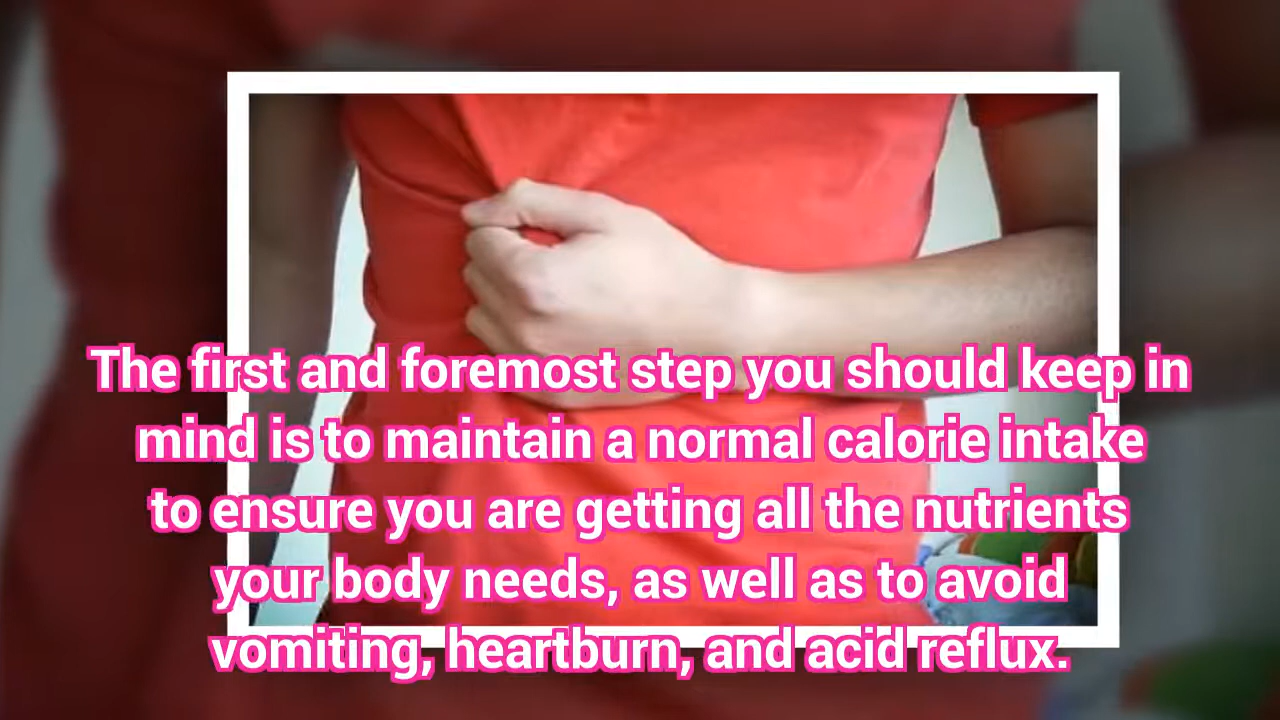 The first and foremost step you should keep in
mind is to maintain a normal calorie intake
to ensure you are getting all the nutrients
your body needs, as well as to avoid
vomiting, heartburn, and acid reflux.